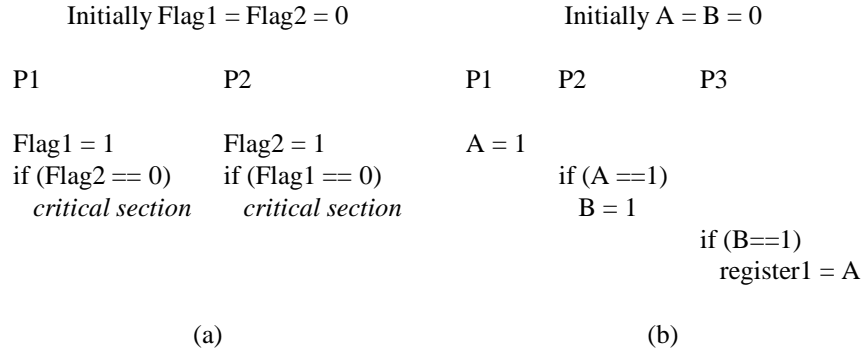 Initially Flag1 = Flag2 = 0
P1 P2
Flag1 = 1 Flag2 = 1
if (Flag2 == 0) if (Flag1 == 0)
critical section critical section
(a)
Initially A = B = 0
P1 P2 P3
A = 1
if (A ==1)
B = 1
if (B==1)
register1 = A
(b)